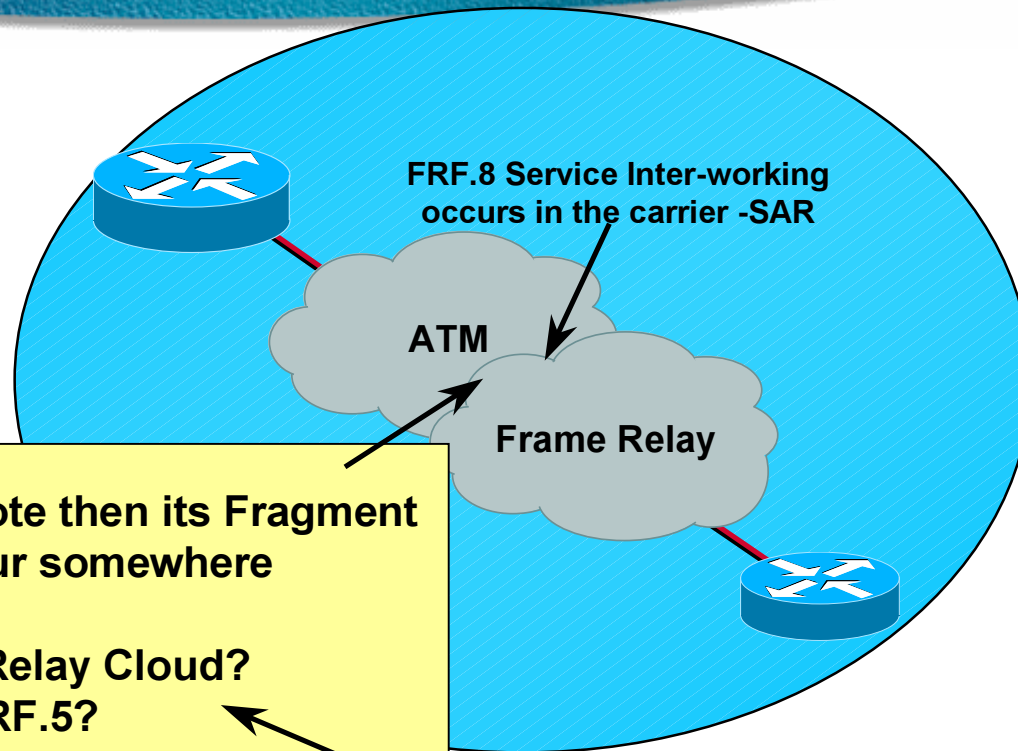 FRF.8 Service Inter-working
occurs in the carrier -SAR
ATM
Frame Relay
ote then its Fragment
ur somewhere
Relay Cloud?
RF.5?